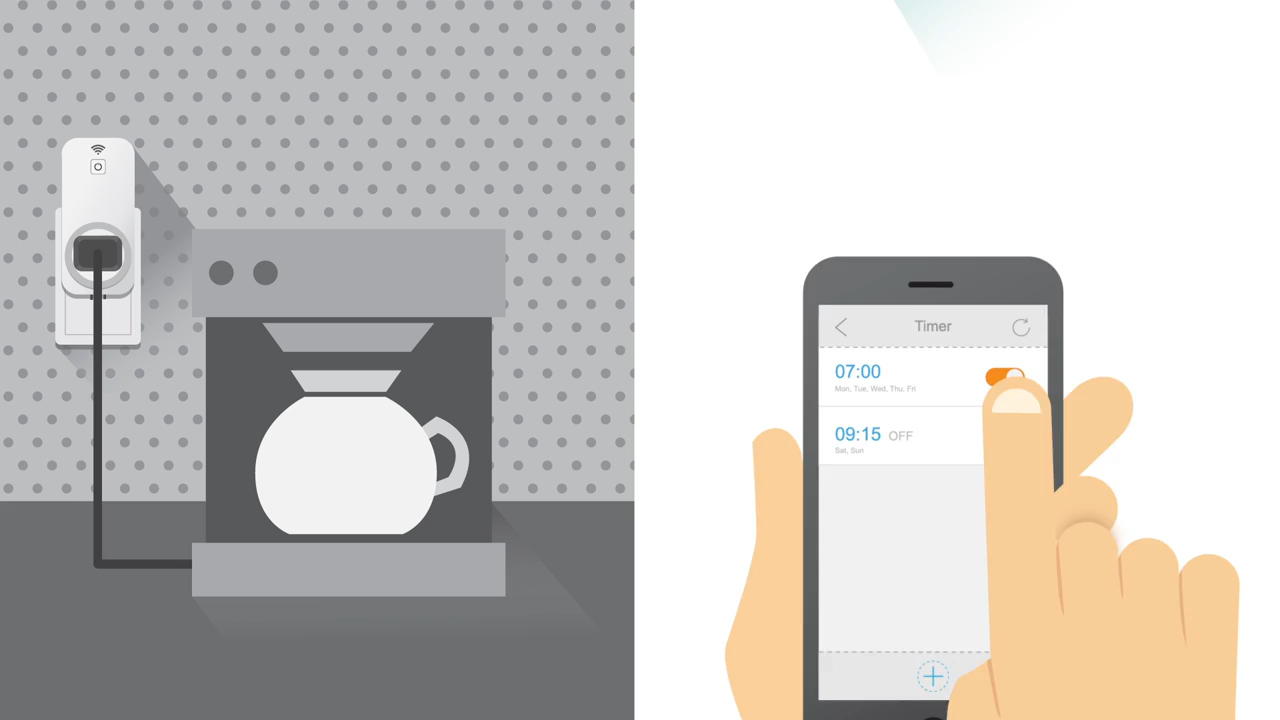 Timer
07:00
Mon, Tue, Wed, Thu, Fri
09:15 OFF
Sat, Sun